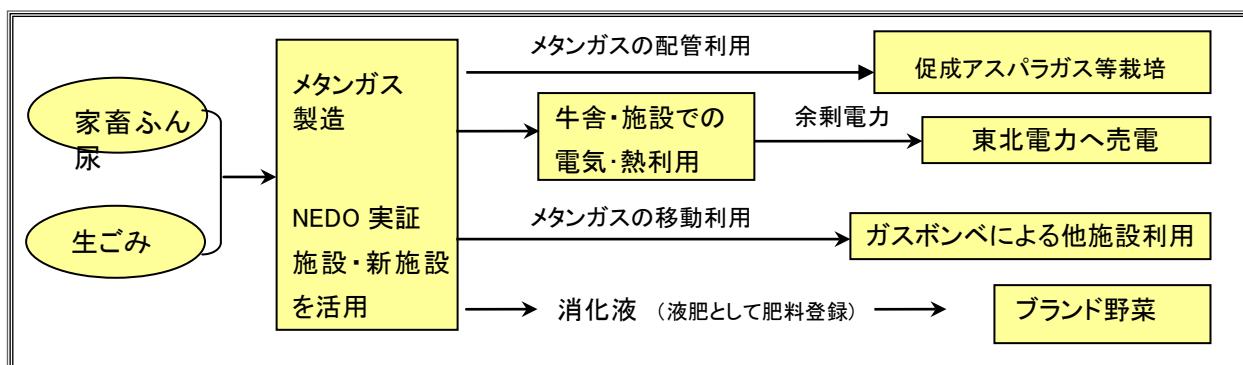 家畜ふん
尿
生ごみ
メタンガス
製造
NEDO 実証
施設・新施設
を活用
メタンガスの配管利用
促成アスパラガス等栽培
牛舎・施設での
電気・熱利用
余剰電力
東北電力へ売電
メタンガスの移動利用
ガスボンベによる他施設利用
消化液 （液肥として肥料登録）
ブランド野菜